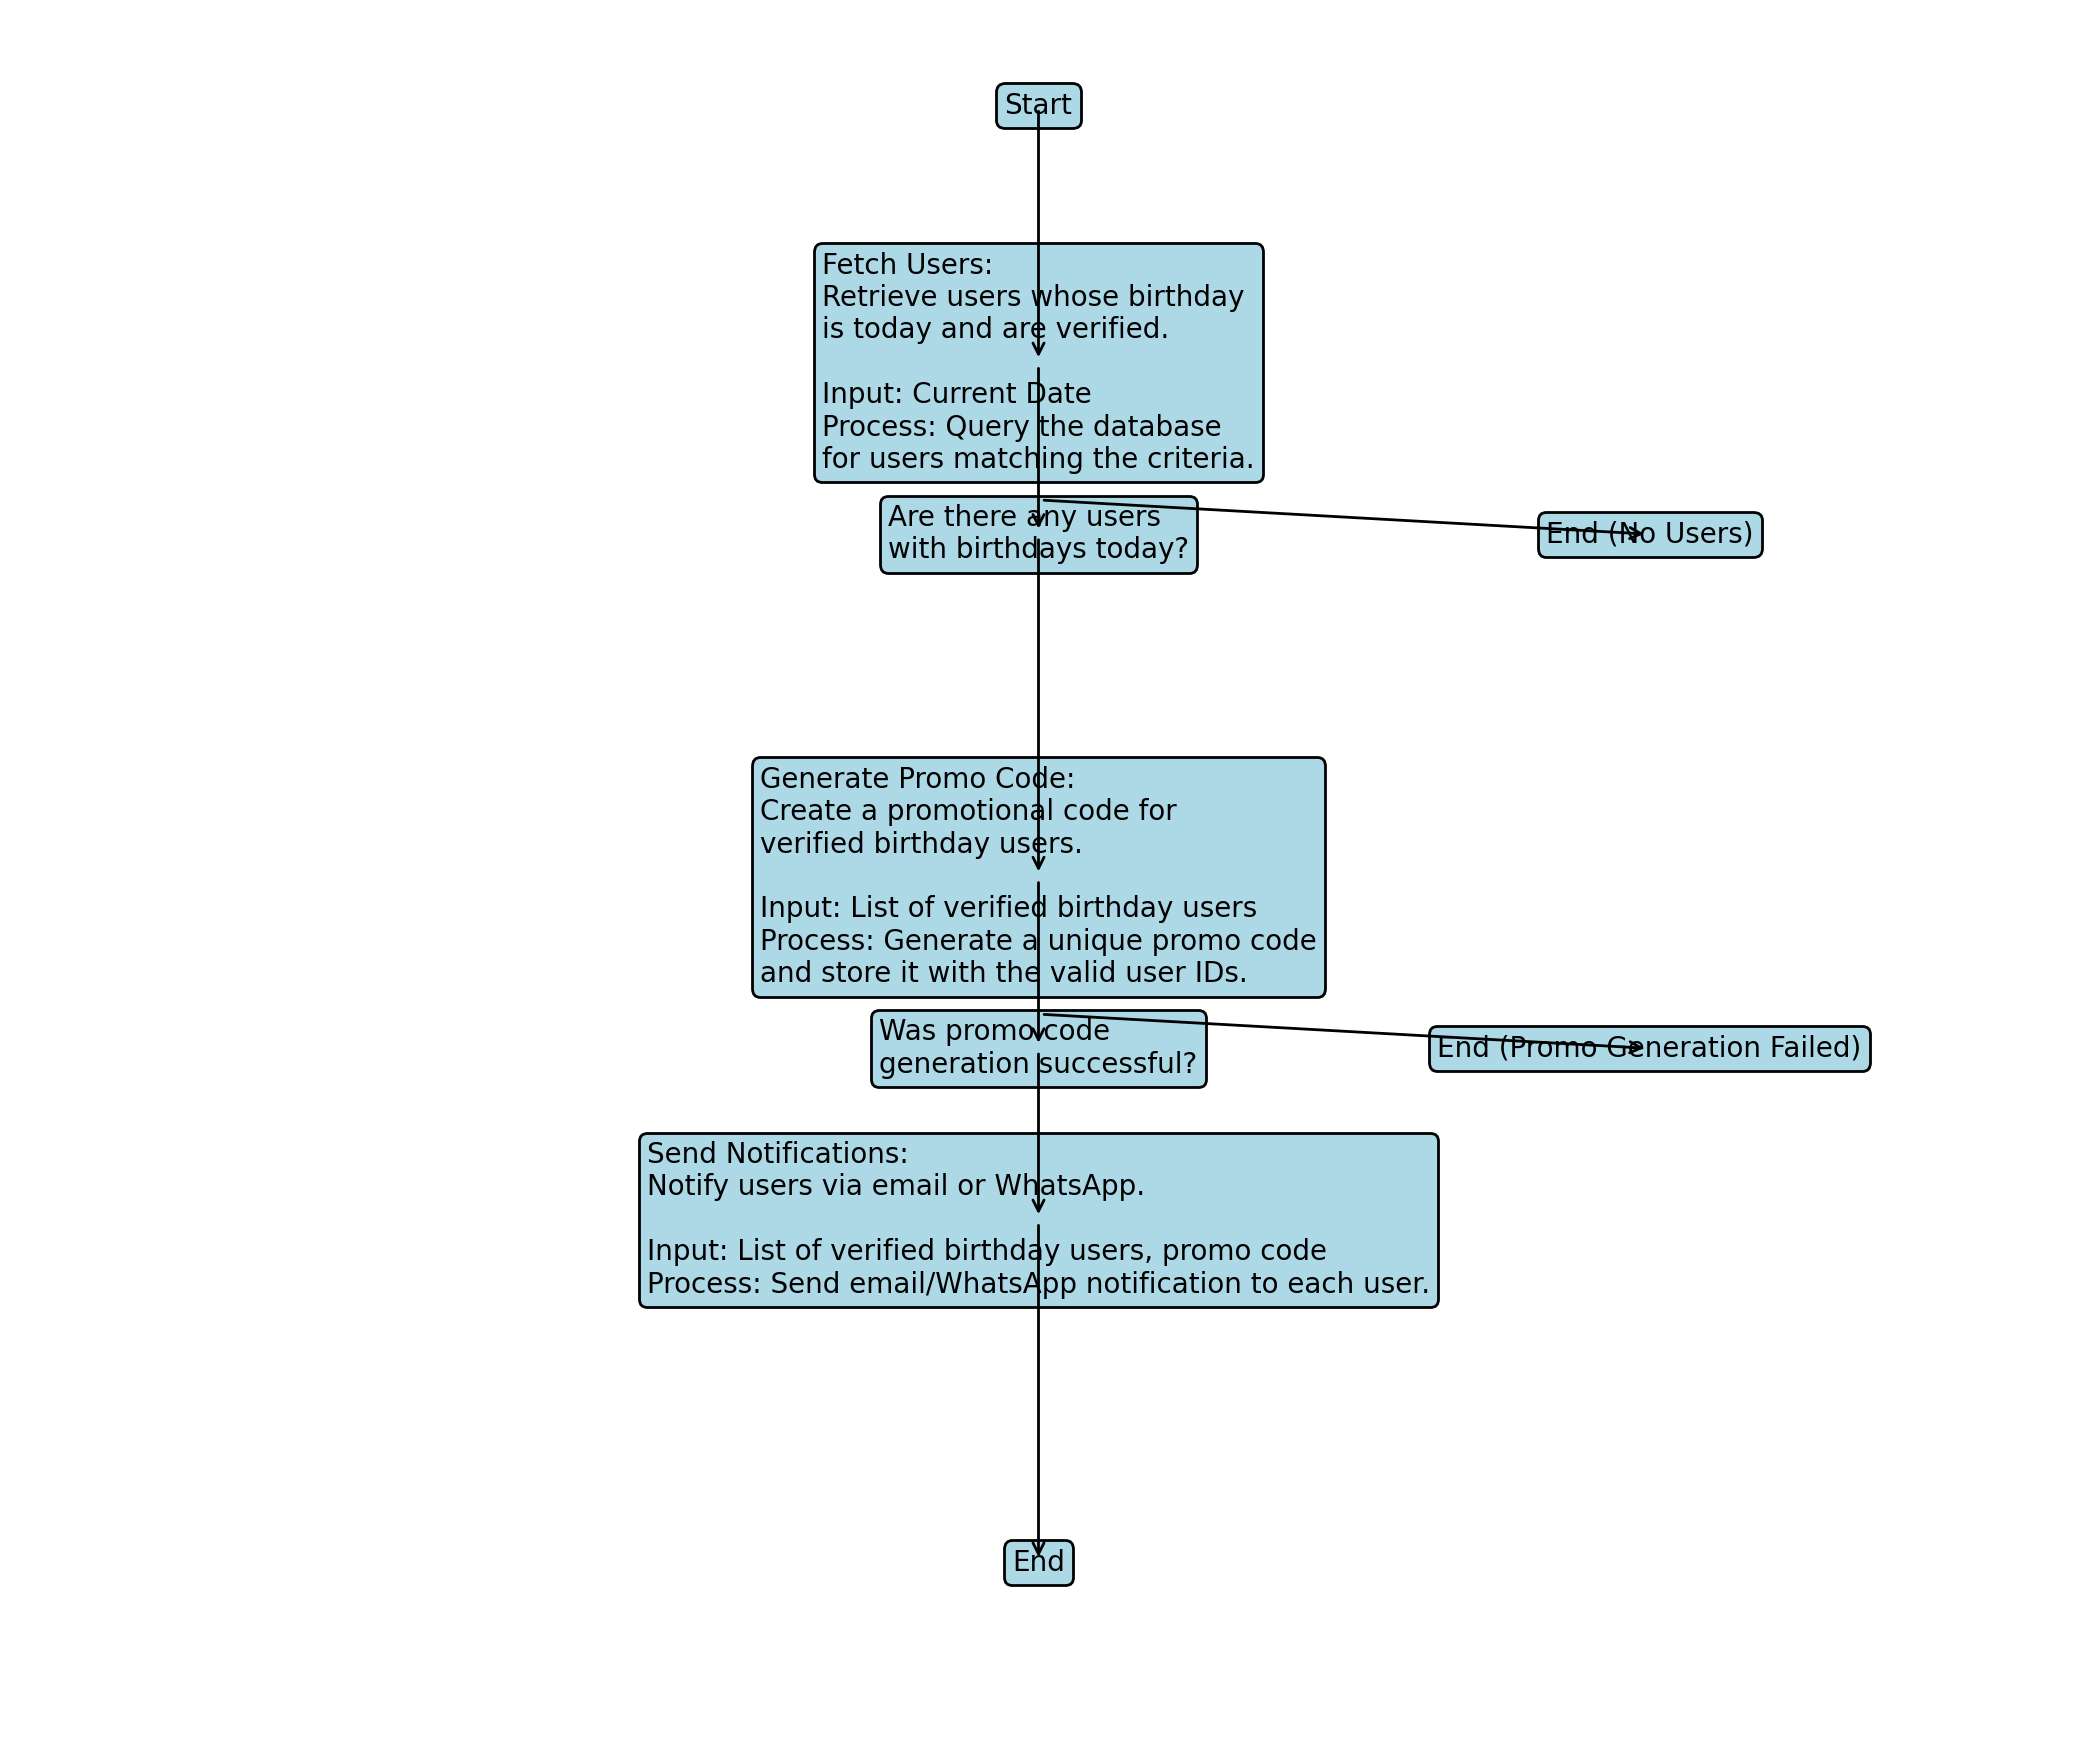 Start
Fetch Users:
Retrieve users whose birthday
is today and are verified.
Input: Current Date
Process: Query the database
for users matching the criteria.
Are there any users
with birthdays today?
End (No Users)
Generate Promo Code:
Create a promotional code for
verified birthday users.
Input: List of verified birthday users
Process: Generate a unique promo code
and store it with the valid user IDs.
Was promo code
generation successful?
End (Promo Generation Failed)
Send Notifications:
Notify users via email or WhatsApp.
Input: List of verified birthday users, promo code
Process: Send email/WhatsApp notification to each user.
End